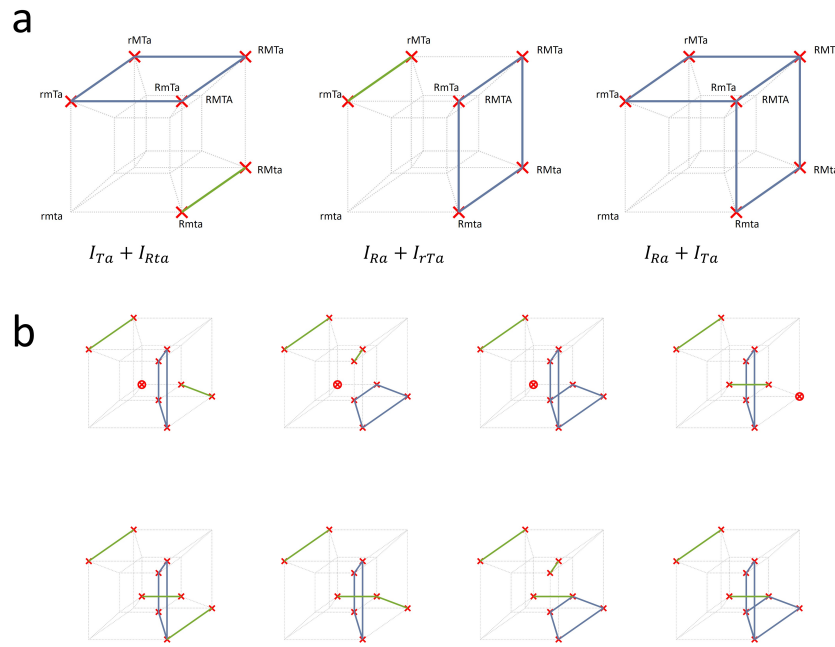 a
rMTa RMTa rMTa RMTa rMTa RMTa
rmTa RmTa RMTA rmTa RmTa RMTA rmTa RmTa RMTA
RMta RMta RMta
rmta Rmta rmta Rmta rmta Rmta
I_{Ta} + I_{Rta} I_{Ra} + I_{rTa} I_{Ra} + I_{Ta}
b